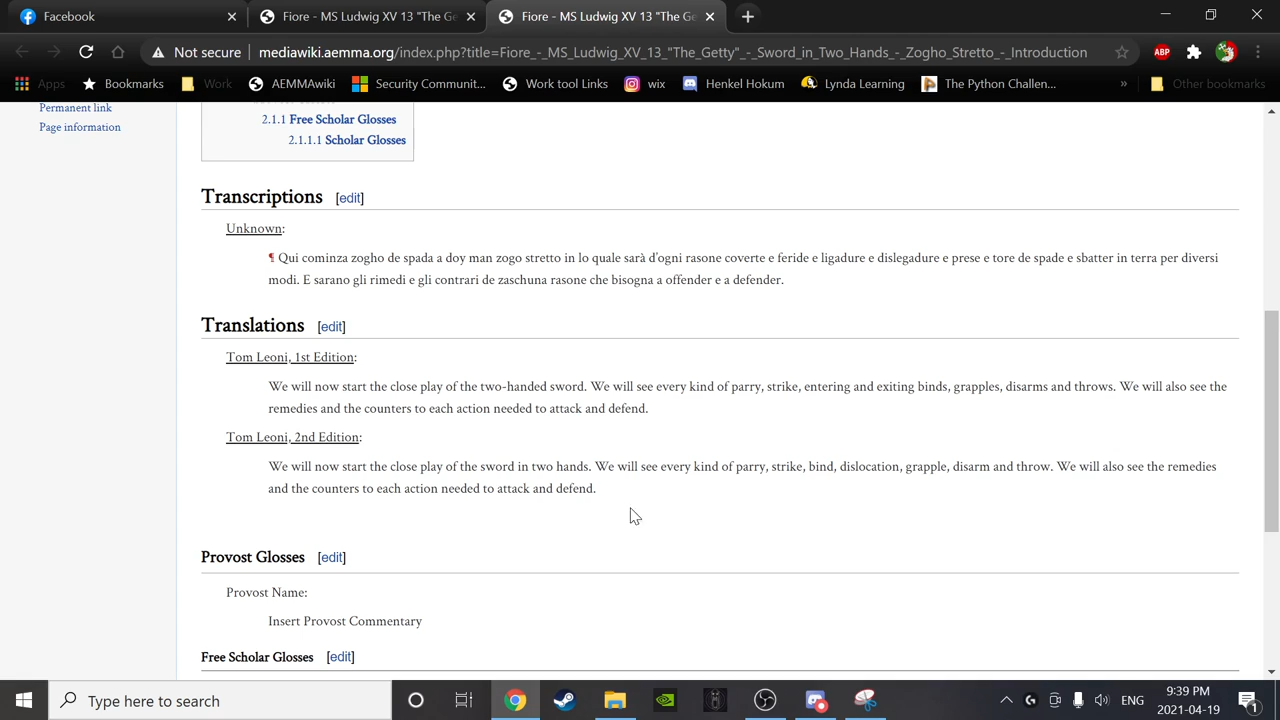 Facebook
Fiore - MS Ludwig XV 13 "The Ge
Fiore - MS Ludwig XV 13 "The Ge
Not secure
mediawiki.aemma.org/index.php?title=Fiore_-_MS_Ludwig_XV_13_"The_Getty"_-_Sword_in_Two_Hands_-_Zogho_Stretto_-_Introduction
ABP
Apps
Bookmarks
Work
AEMMAwiki
Security Communit...
Work tool Links
wix
Henkel Hokum
Lynda Learning
The Python Challen...
»
Other bookmarks
Permanent link
Page information
2.1.1 Free Scholar Glosses
2.1.1.1 Scholar Glosses
Transcriptions [edit]
Unknown:
¶ Qui cominza zogho de spada a doy man zogo stretto in lo quale sarà d'ogni rasone coverte e feride e ligadure e dislegadure e prese e tore de spade e sbatter in terra per diversi
modi. E sarano gli rimedi e gli contrari de zaschuna rasone che bisogna a offender e a defender.
Translations [edit]
Tom Leoni, 1st Edition:
We will now start the close play of the two-handed sword. We will see every kind of parry, strike, entering and exiting binds, grapples, disarms and throws. We will also see the
remedies and the counters to each action needed to attack and defend.
Tom Leoni, 2nd Edition:
We will now start the close play of the sword in two hands. We will see every kind of parry, strike, bind, dislocation, grapple, disarm and throw. We will also see the remedies
and the counters to each action needed to attack and defend.
Provost Glosses [edit]
Provost Name:
Insert Provost Commentary
Free Scholar Glosses [edit]
Type here to search
ENG
9:39 PM
2021-04-19
1